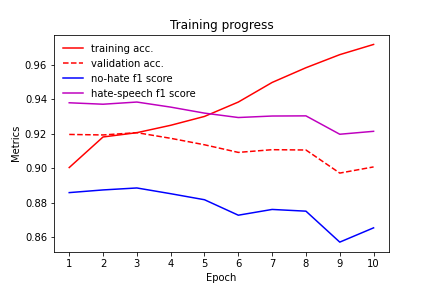 Training progress
training acc.
validation acc.
no-hate f1 score
hate-speech f1 score
Metrics
0.96
0.94
0.92
0.90
0.88
0.86
1 2 3 4 5 6 7 8 9 10
Epoch